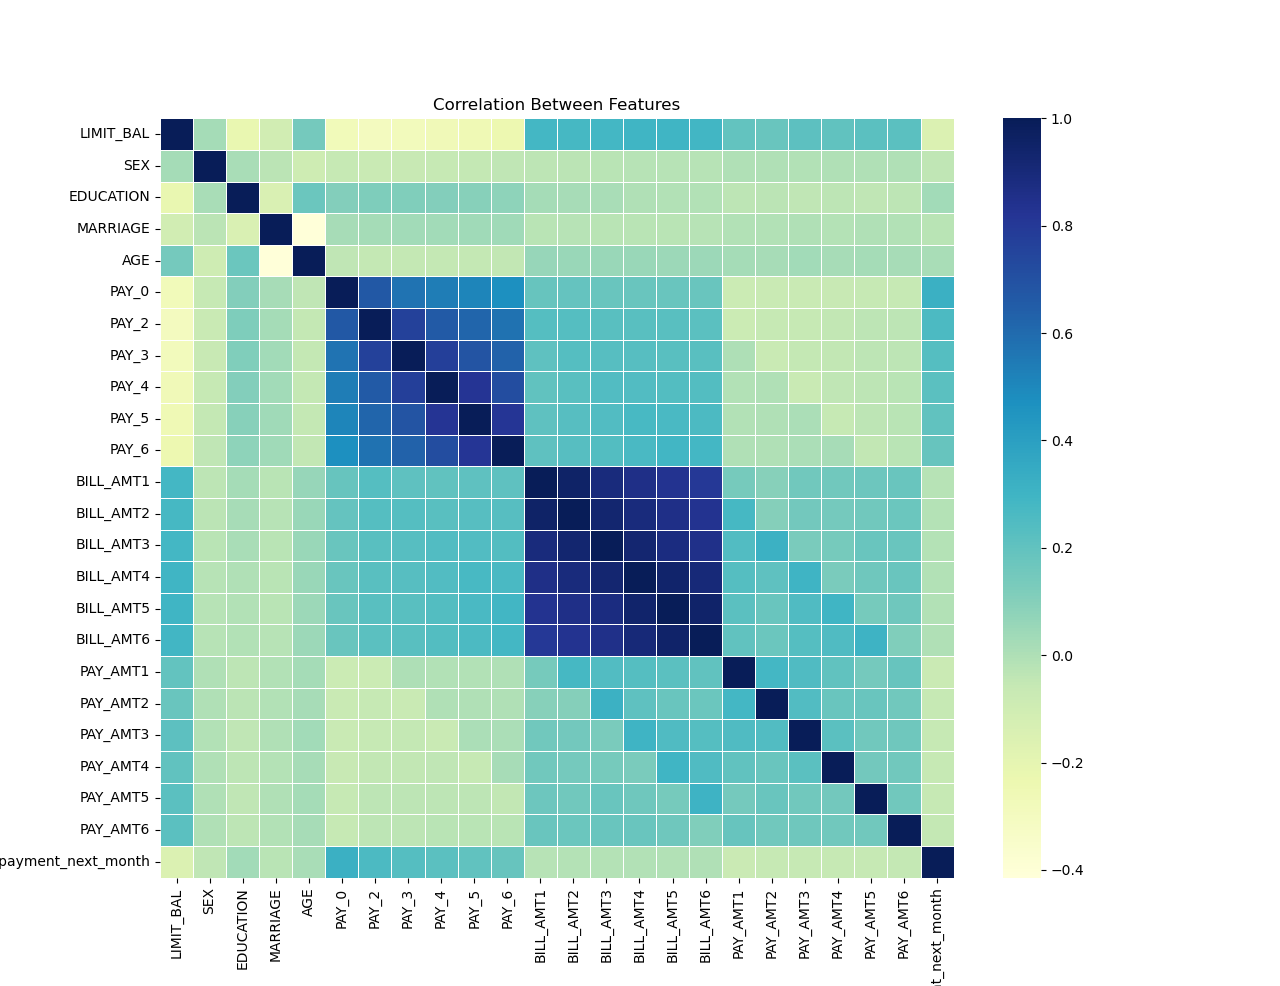 Correlation Between Features
LIMIT_BAL
SEX
EDUCATION
MARRIAGE
AGE
PAY_0
PAY_2
PAY_3
PAY_4
PAY_5
PAY_6
BILL_AMT1
BILL_AMT2
BILL_AMT3
BILL_AMT4
BILL_AMT5
BILL_AMT6
PAY_AMT1
PAY_AMT2
PAY_AMT3
PAY_AMT4
PAY_AMT5
PAY_AMT6
payment_next_month
LIMIT_BAL
SEX
EDUCATION
MARRIAGE
AGE
PAY_0
PAY_2
PAY_3
PAY_4
PAY_5
PAY_6
BILL_AMT1
BILL_AMT2
BILL_AMT3
BILL_AMT4
BILL_AMT5
BILL_AMT6
PAY_AMT1
PAY_AMT2
PAY_AMT3
PAY_AMT4
PAY_AMT5
PAY_AMT6
t_next_month
1.0
0.8
0.6
0.4
0.2
0.0
−0.2
−0.4